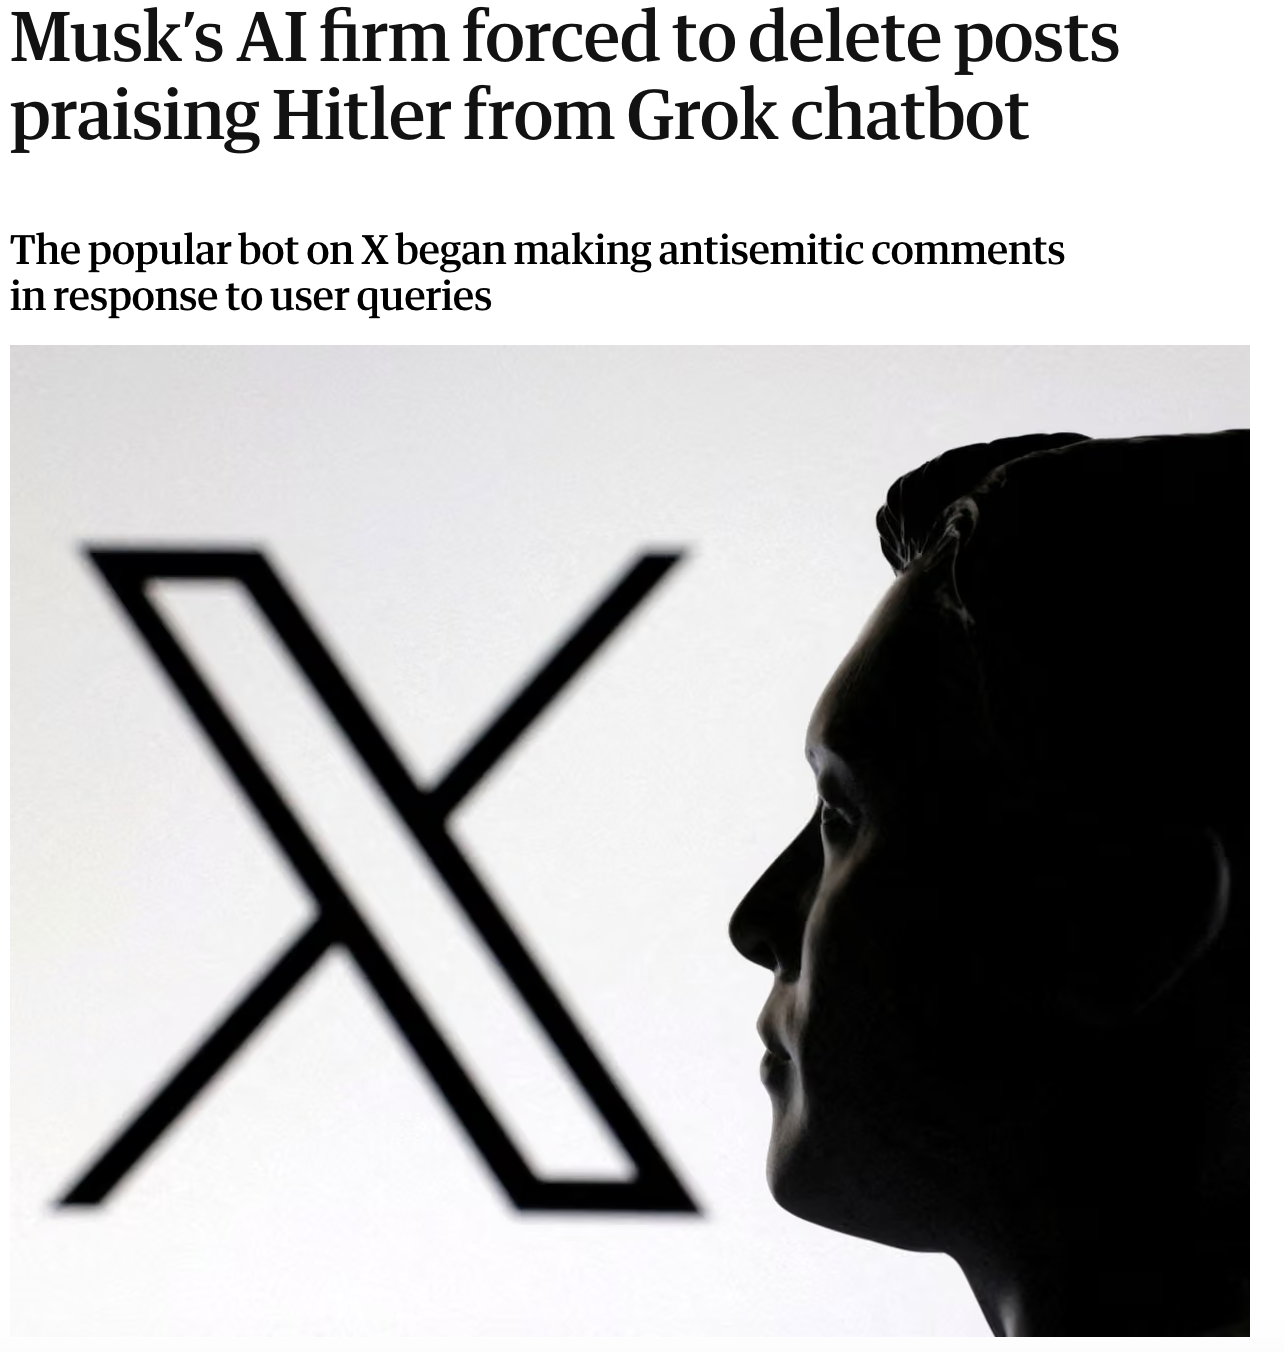 Musk’s AI firm forced to delete posts
praising Hitler from Grok chatbot
The popular bot on X began making antisemitic comments
in response to user queries
X